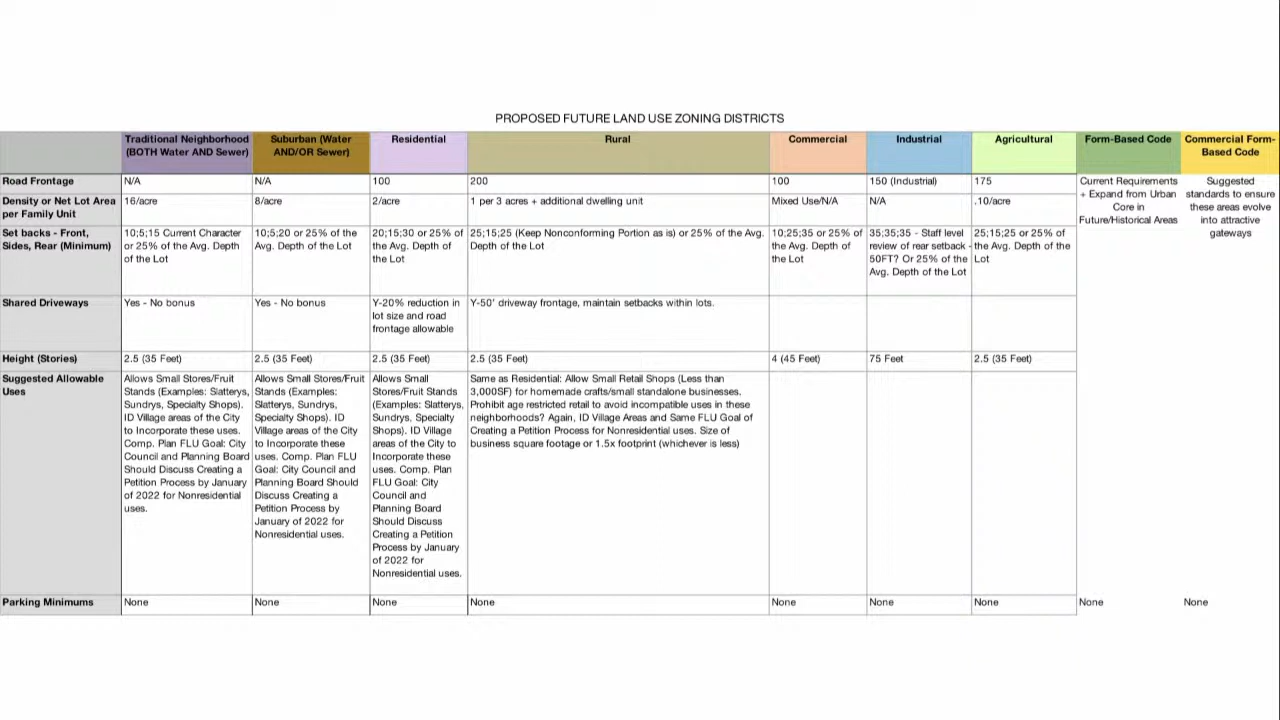 PROPOSED FUTURE LAND USE ZONING DISTRICTS
Traditional Neighborhood
(BOTH Water AND Sewer)
Suburban (Water
AND/OR Sewer)
Residential
Rural
Commercial
Industrial
Agricultural
Form-Based Code
Commercial Form-
Based Code
Road Frontage
N/A
N/A
100
200
100
150 (Industrial)
175
Current Requirements
+ Expand from Urban
Core in
Future/Historical Areas
Suggested
standards to ensure
these areas evolve
into attractive
gateways
Density or Net Lot Area
per Family Unit
16/acre
8/acre
2/acre
1 per 3 acres + additional dwelling unit
Mixed Use/N/A
N/A
.10/acre
Set backs - Front,
Sides, Rear (Minimum)
10;5;15 Current Character
or 25% of the Avg. Depth
of the Lot
10;5;20 or 25% of the
Avg. Depth of the Lot
20;15;30 or 25% of
the Avg. Depth of
the Lot
25;15;25 (Keep Nonconforming Portion as is) or 25% of the Avg.
Depth of the Lot
10;25;35 or 25% of
the Avg. Depth of
the Lot
35;35;35 - Staff level
review of rear setback -
50FT? Or 25% of the
Avg. Depth of the Lot
25;15;25 or 25% of
the Avg. Depth of the
Lot
Shared Driveways
Yes - No bonus
Yes - No bonus
Y-20% reduction in
lot size and road
frontage allowable
Y-50' driveway frontage, maintain setbacks within lots.
Height (Stories)
2.5 (35 Feet)
2.5 (35 Feet)
2.5 (35 Feet)
2.5 (35 Feet)
4 (45 Feet)
75 Feet
2.5 (35 Feet)
Suggested Allowable
Uses
Allows Small Stores/Fruit
Stands (Examples: Slatterys,
Sundrys, Specialty Shops).
ID Village areas of the City
to Incorporate these uses.
Comp. Plan FLU Goal: City
Council and Planning Board
Should Discuss Creating a
Petition Process by January
of 2022 for Nonresidential
uses.
Allows Small Stores/Fruit
Stands (Examples:
Slatterys, Sundrys,
Specialty Shops). ID
Village areas of the City
to Incorporate these
uses. Comp. Plan FLU
Goal: City Council and
Planning Board Should
Discuss Creating a
Petition Process by
January of 2022 for
Nonresidential uses.
Allows Small
Stores/Fruit Stands
(Examples: Slatterys,
Sundrys, Specialty
Shops). ID Village
areas of the City to
Incorporate these
uses. Comp. Plan
FLU Goal: City
Council and
Planning Board
Should Discuss
Creating a Petition
Process by January
of 2022 for
Nonresidential uses.
Same as Residential: Allow Small Retail Shops (Less than
3,000SF) for homemade crafts/small standalone businesses.
Prohibit age restricted retail to avoid incompatible uses in these
neighborhoods? Again, ID Village Areas and Same FLU Goal of
Creating a Petition Process for Nonresidential uses. Size of
business square footage or 1.5x footprint (whichever is less)
Parking Minimums
None
None
None
None
None
None
None
None
None